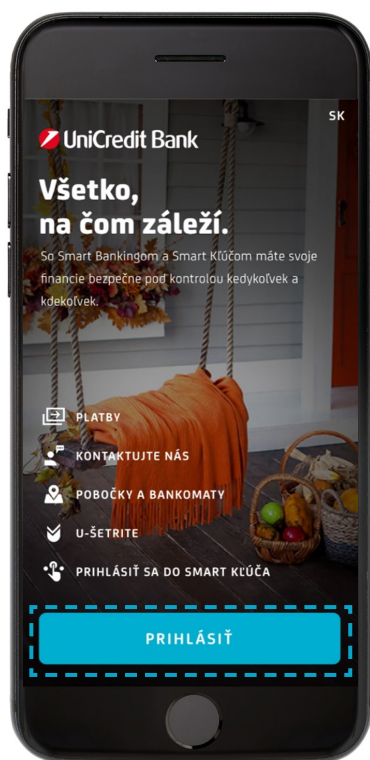 SK
UniCredit Bank
Všetko,
na čom záleží.
So Smart Bankingom a Smart Kľúčom máte svoje
financie bezpečne pod kontrolou kedykoľvek a
kdekoľvek.
PLATBY
KONTAKTUJTE NÁS
POBOČKY A BANKOMATY
U-ŠETRITE
PRIHLÁSIŤ SA DO SMART KĽÚČA
PRIHLÁSIŤ